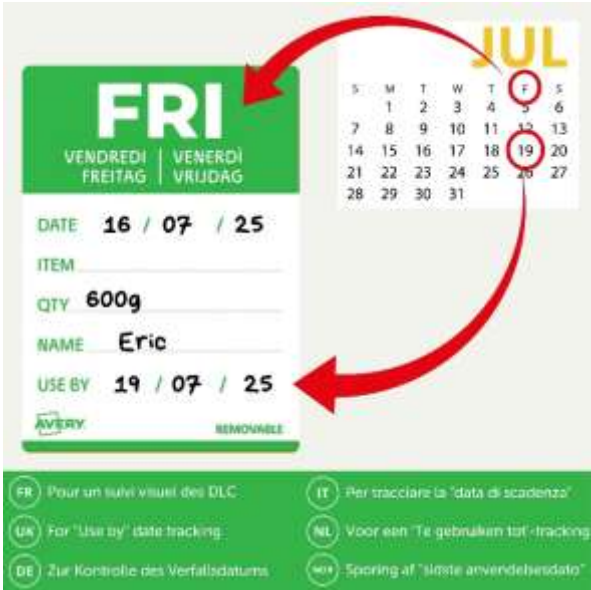 JUL
S M T W T F S
1 2 3 4 5 6
7 8 9 10 11 12 13
14 15 16 17 18 19 20
21 22 23 24 25 26 27
28 29 30 31
FRI
VENDREDI | VENERDÌ
FREITAG | VRIJDAG
DATE 16 / 07 / 25
ITEM
QTY 600g
NAME Eric
USE BY 19 / 07 / 25
AVERY REMOVABLE
FR Pour un suivi visuel des DLC
UK For "Use by" date tracking
DE Zur Kontrolle des Verfallsdatums
IT Per tracciare la "data di scadenza"
NL Voor een 'Te gebruiken tot'-tracking
Sporing af "sidste anvendelsesdato"